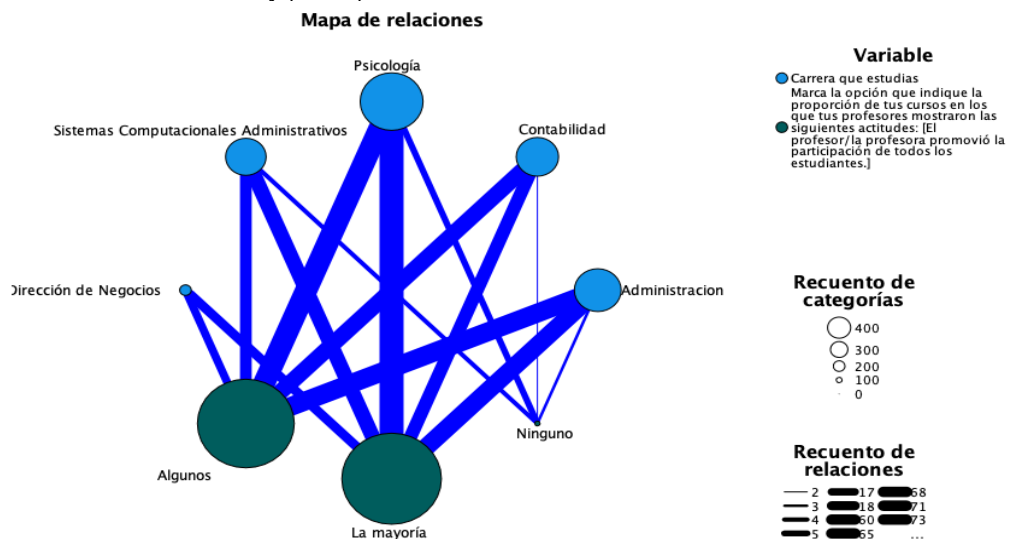 Mapa de relaciones
Psicología
Sistemas Computacionales Administrativos
Contabilidad
Dirección de Negocios
Administracion
Algunos
La mayoría
Ninguno
Variable
Carrera que estudias
Marca la opción que indique la
proporción de tus cursos en los
que tus profesores mostraron las
siguientes actitudes: [El
profesor/la profesora promovió la
participación de todos los
estudiantes.]
Recuento de
categorías
400
300
200
100
0
Recuento de
relaciones
2 17 68
3 18 71
4 60 73
5 65 ...